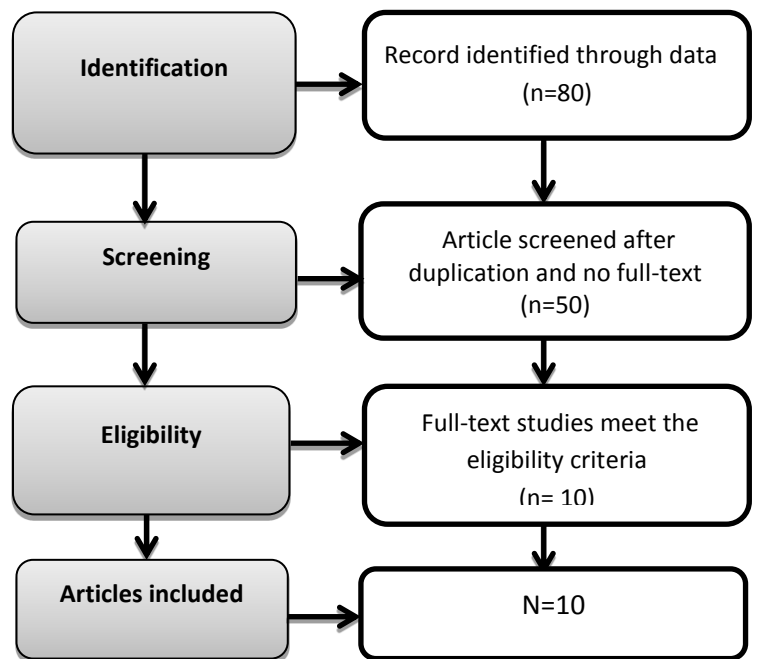 Identification
Record identified through data
(n=80)
Screening
Article screened after
duplication and no full-text
(n=50)
Eligibility
Full-text studies meet the
eligibility criteria
(n= 10)
Articles included
N=10